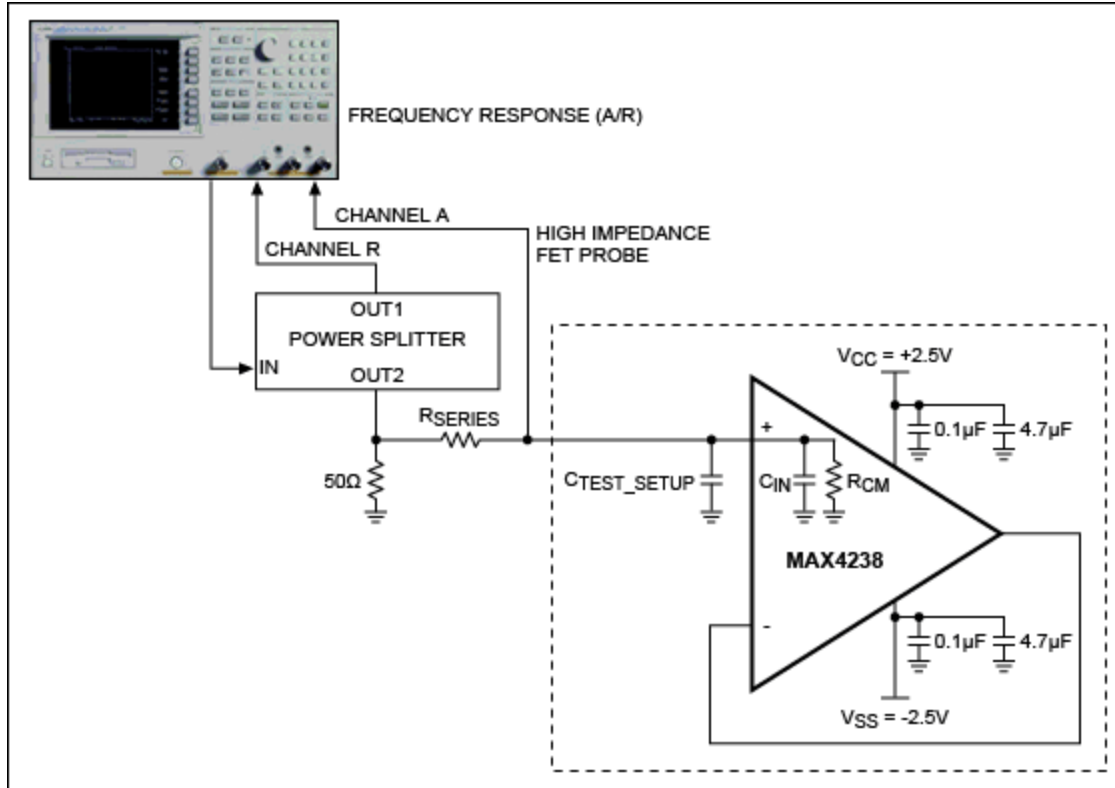 FREQUENCY RESPONSE (A/R)
CHANNEL A
HIGH IMPEDANCE
FET PROBE
CHANNEL R
OUT1
POWER SPLITTER
IN
OUT2
RSERIES
50Ω
CTEST_SETUP
+
CIN
RCM
MAX4238
-
VCC = +2.5V
0.1µF
4.7µF
0.1µF
4.7µF
VSS = -2.5V